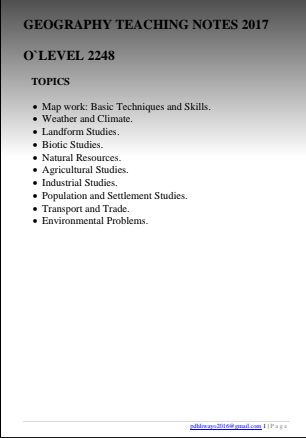 GEOGRAPHY TEACHING NOTES 2017
O`LEVEL 2248
TOPICS
• Map work: Basic Techniques and Skills.
• Weather and Climate.
• Landform Studies.
• Biotic Studies.
• Natural Resources.
• Agricultural Studies.
• Industrial Studies.
• Population and Settlement Studies.
• Transport and Trade.
• Environmental Problems.
pdhliwayo2016@gmail.com 1 | P a g e